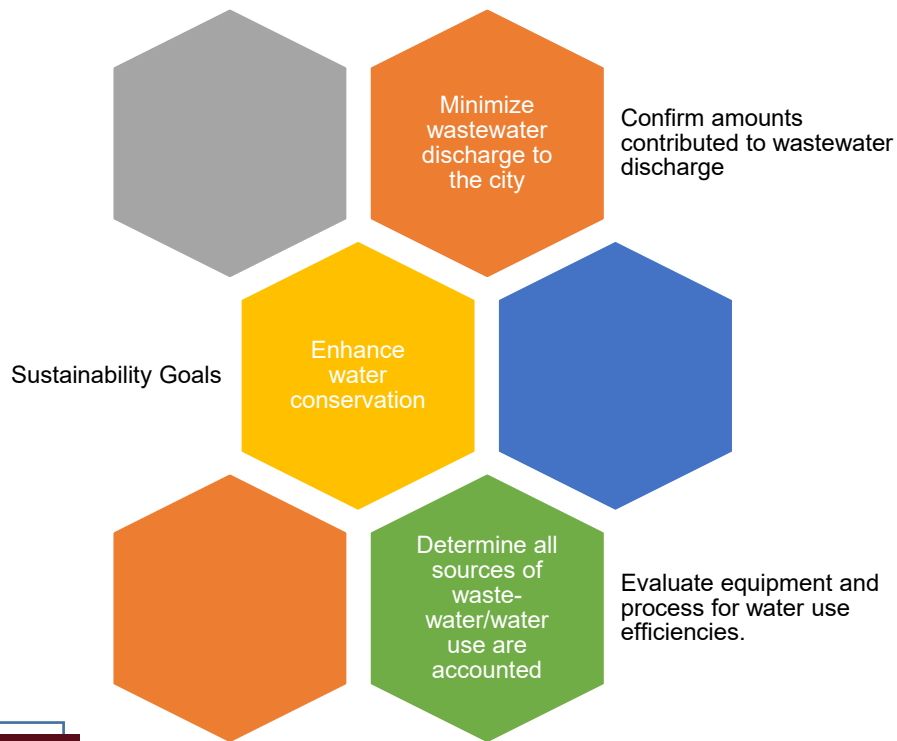 Minimize
wastewater
discharge to
the city
Confirm amounts
contributed to wastewater
discharge
Sustainability Goals
Enhance
water
conservation
Determine all
sources of
waste-
water/water
use are
accounted
Evaluate equipment and
process for water use
efficiencies.